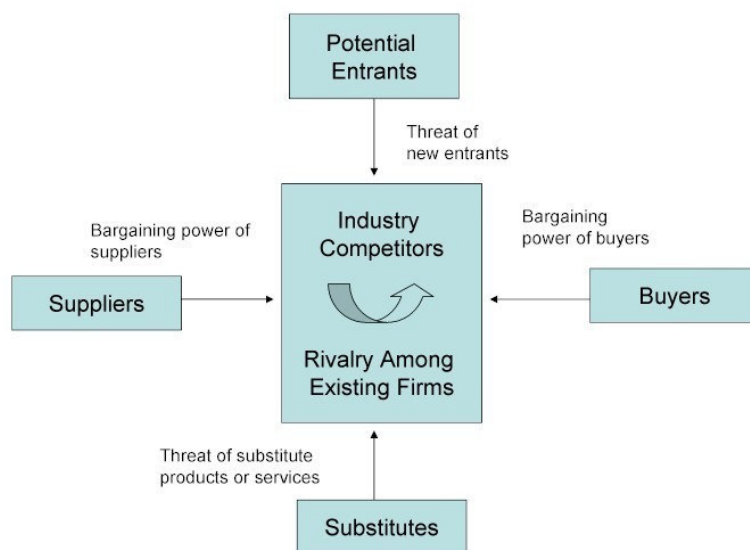 Potential
Entrants
Threat of
new entrants
Industry
Competitors
Bargaining power of
suppliers
Bargaining
power of buyers
Suppliers
Buyers
Rivalry Among
Existing Firms
Threat of substitute
products or services
Substitutes